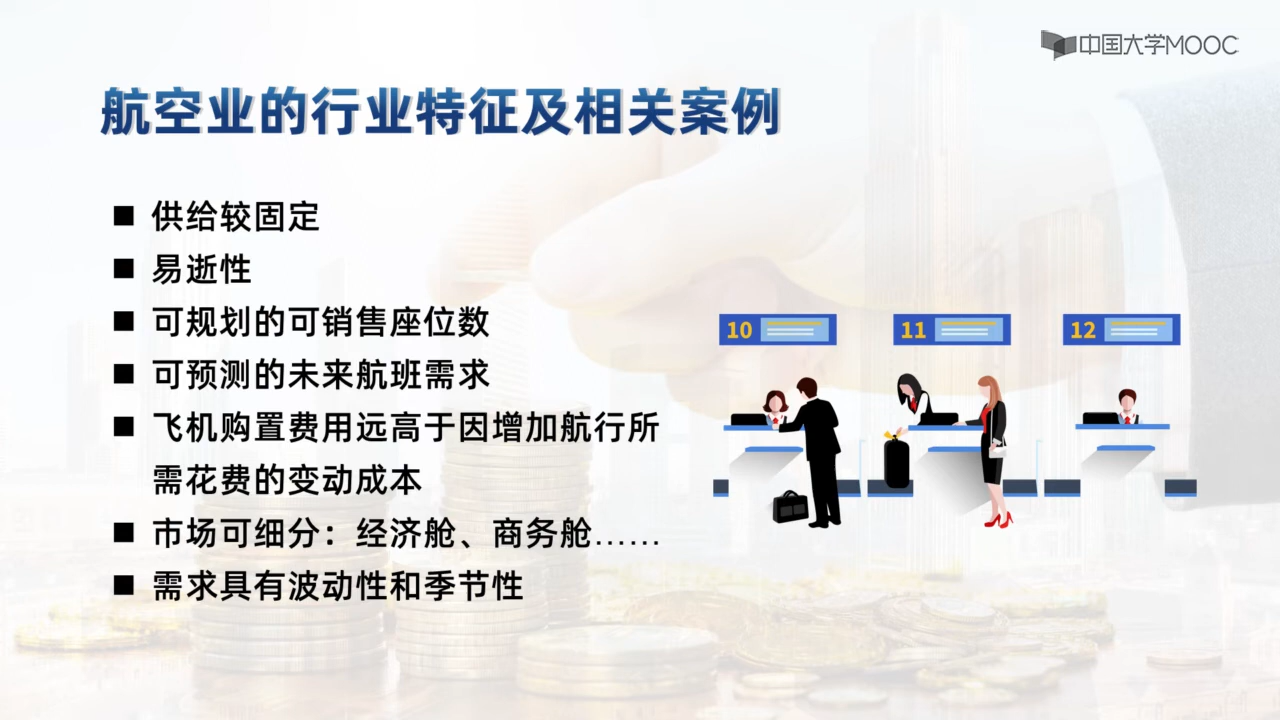 中国大学MOOC
航空业的行业特征及相关案例
■ 供给较固定
■ 易逝性
■ 可规划的可销售座位数
■ 可预测的未来航班需求
■ 飞机购置费用远高于因增加航行所
需花费的变动成本
■ 市场可细分：经济舱、商务舱……
■ 需求具有波动性和季节性
10
11
12